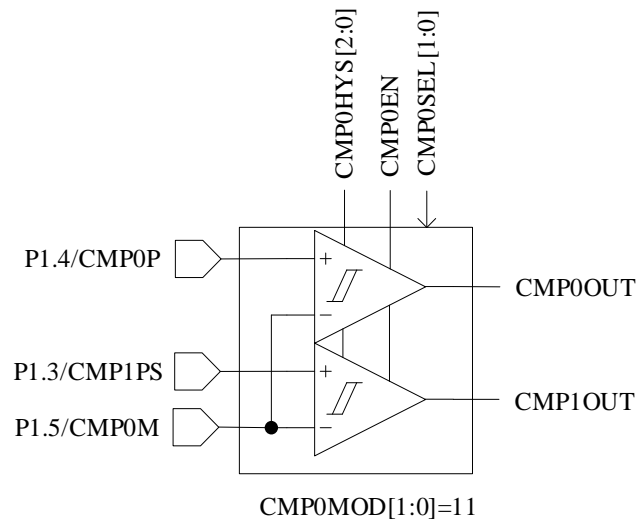 CMP0HYS[2:0]
CMP0EN
CMP0SEL[1:0]
P1.4/CMP0P
+
−
CMP0OUT
P1.3/CMP1PS
+
P1.5/CMP0M
−
CMP1OUT
CMP0MOD[1:0]=11